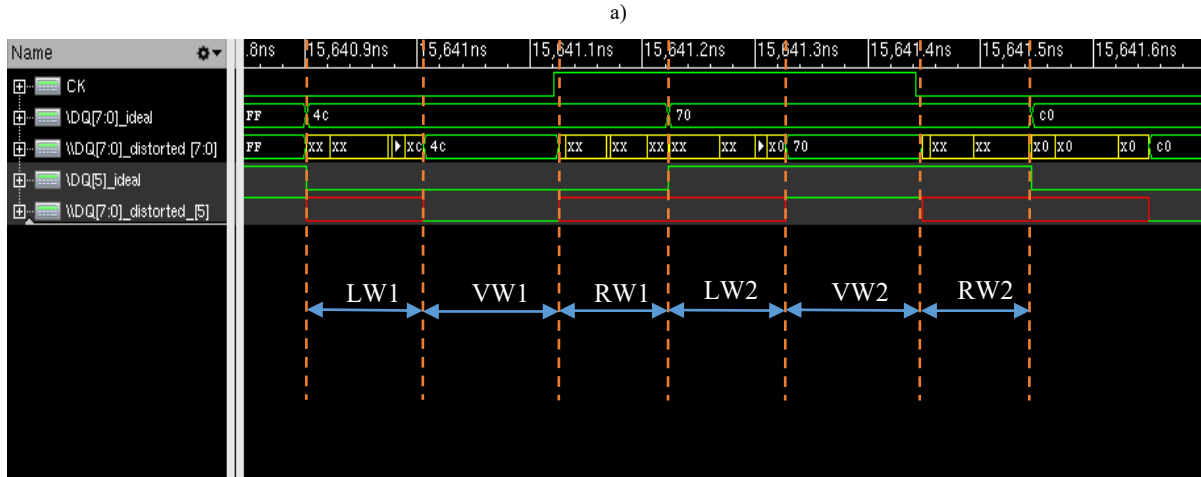 a)
Name .8ns 15,640.9ns 15,641ns 15,641.1ns 15,641.2ns 15,641.3ns 15,641.4ns 15,641.5ns 15,641.6ns
CK
\DQ[7:0]_ideal FF 4c 70 c0
\\DQ[7:0]_distorted [7:0] FF xx xx xc 4c xx xx xx xx xx x0 70 xx xx x0 x0 x0 c0
\DQ[5]_ideal
\\DQ[7:0]_distorted_[5]
LW1 VW1 RW1 LW2 VW2 RW2